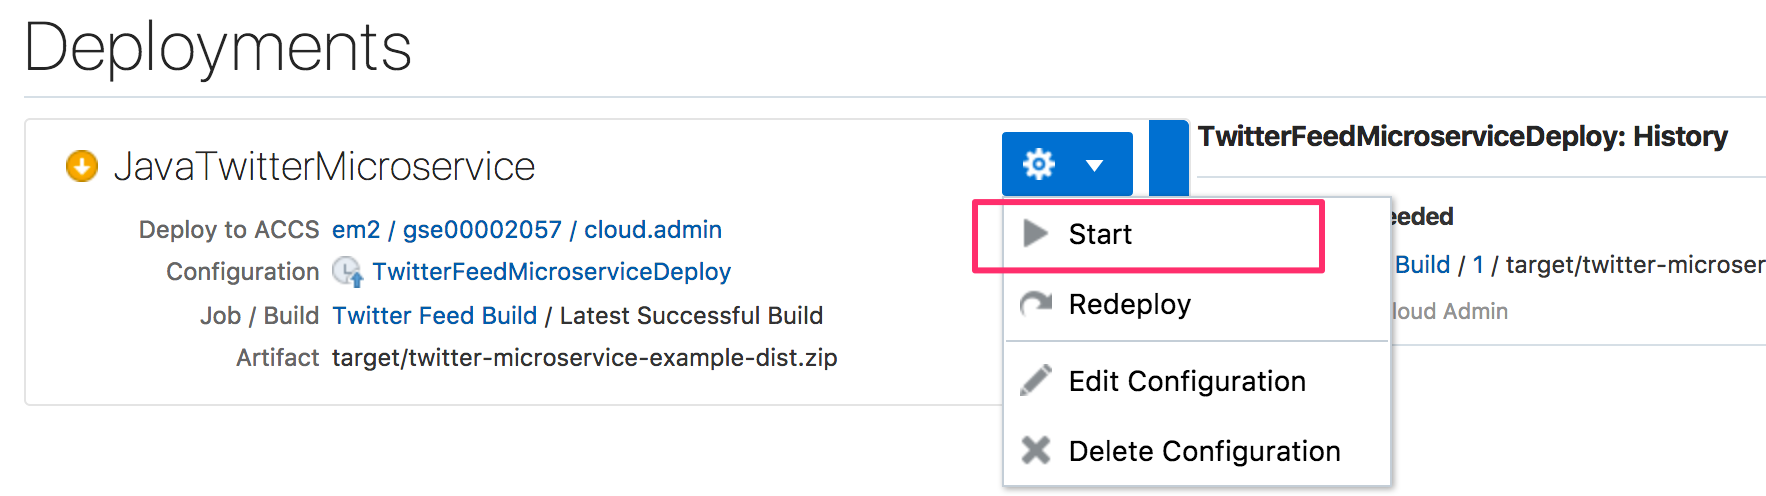 Deployments
JavaTwitterMicroservice
Deploy to ACCS em2 / gse00002057 / cloud.admin
Configuration TwitterFeedMicroserviceDeploy
Job / Build Twitter Feed Build / Latest Successful Build
Artifact target/twitter-microservice-example-dist.zip
Start
Redeploy
Edit Configuration
Delete Configuration
TwitterFeedMicroserviceDeploy: History
eeded
Build / 1 / target/twitter-microser
loud Admin